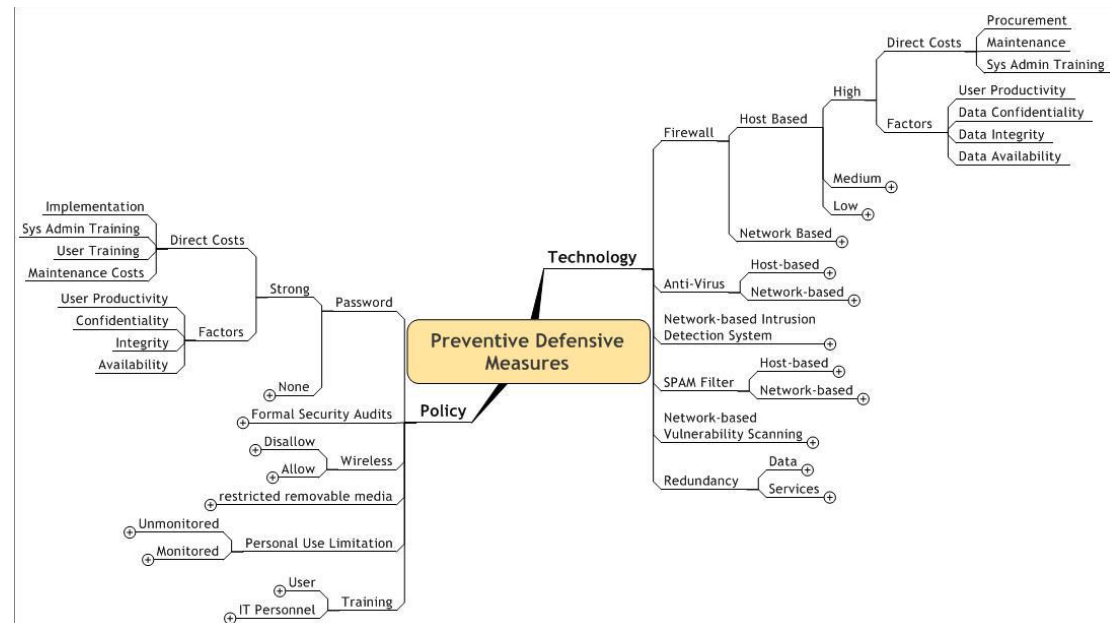 Preventive Defensive
Measures
Technology
Firewall
Host Based
High
Direct Costs
Procurement
Maintenance
Sys Admin Training
Factors
User Productivity
Data Confidentiality
Data Integrity
Data Availability
Medium
Low
Network Based
Anti-Virus
Host-based
Network-based
Network-based Intrusion
Detection System
SPAM Filter
Host-based
Network-based
Network-based
Vulnerability Scanning
Redundancy
Data
Services
Policy
Password
Strong
Direct Costs
Implementation
Sys Admin Training
User Training
Maintenance Costs
Factors
User Productivity
Confidentiality
Integrity
Availability
None
Formal Security Audits
Wireless
Disallow
Allow
restricted removable media
Personal Use Limitation
Unmonitored
Monitored
Training
User
IT Personnel